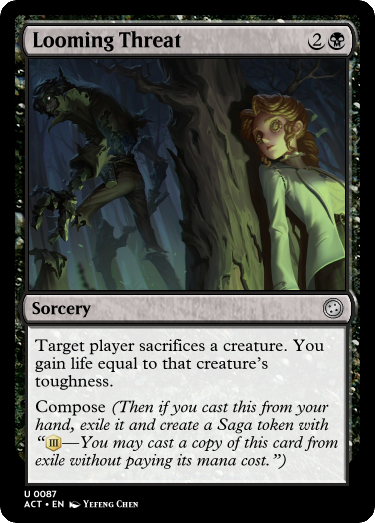 Looming Threat 2
Sorcery
Target player sacrifices a creature. You
gain life equal to that creature's
toughness.
Compose (Then if you cast this from your
hand, exile it and create a Saga token with
“III—You may cast a copy of this card from
exile without paying its mana cost.”)
U 0087
ACT • EN Yefeng Chen